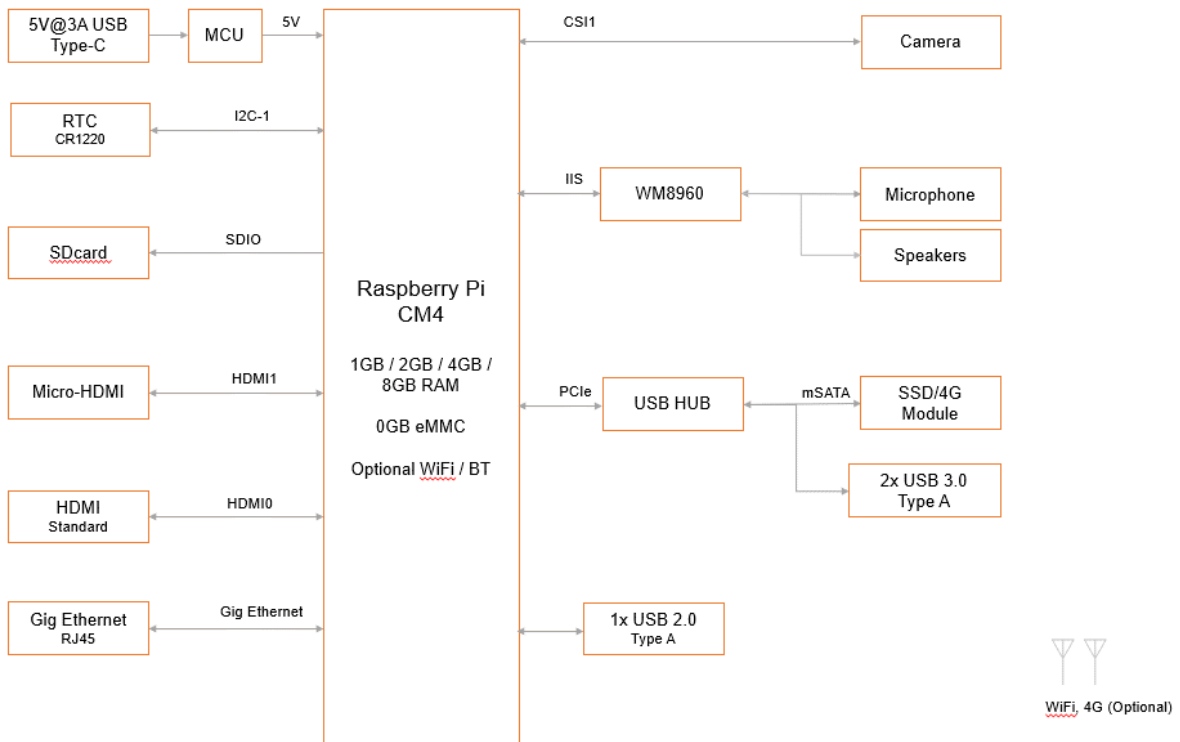 5V@3A USB
Type-C
MCU
5V
RTC
CR1220
I2C-1
SDcard
SDIO
Micro-HDMI
HDMI1
HDMI
Standard
HDMI0
Gig Ethernet
RJ45
Gig Ethernet
Raspberry Pi
CM4
1GB / 2GB / 4GB /
8GB RAM
0GB eMMC
Optional WiFi / BT
CSI1
Camera
IIS
WM8960
Microphone
Speakers
PCIe
USB HUB
mSATA
SSD/4G
Module
2x USB 3.0
Type A
1x USB 2.0
Type A
WiFi, 4G (Optional)